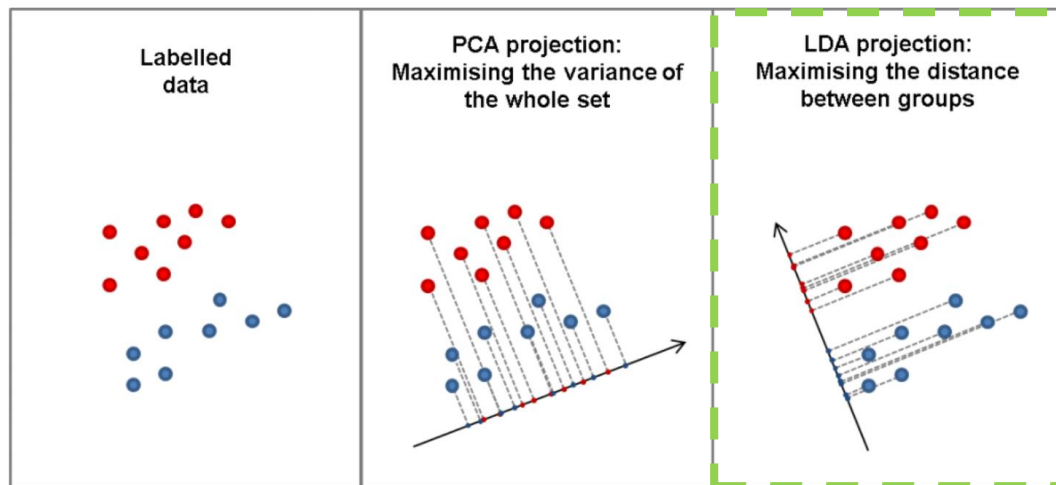 Labelled
data
PCA projection:
Maximising the variance of
the whole set
LDA projection:
Maximising the distance
between groups